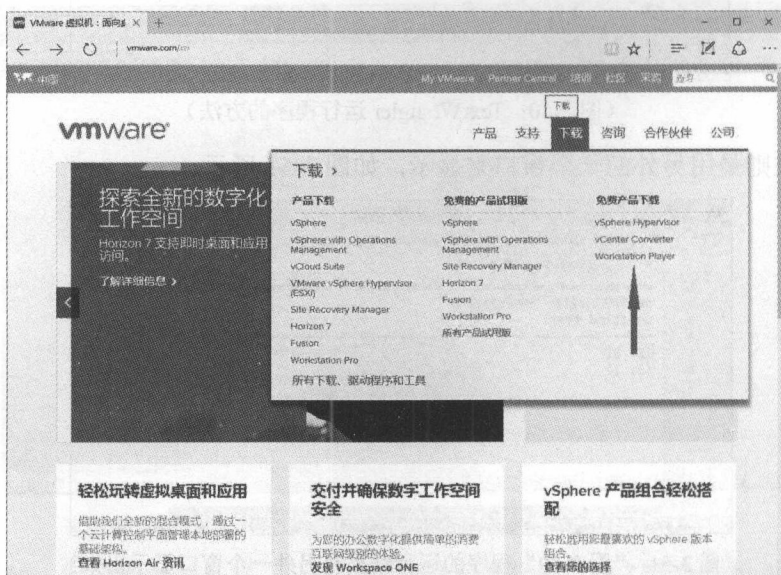 VMware 虚拟机：面向
vmware.com/cn
中国
My VMware Partner Central 培训 社区 采购
下载
vmware
产品 支持 下载 咨询 合作伙伴 公司
探索全新的数字化
工作空间
Horizon 7 支持即时桌面和应用
访问。
了解详细信息 >
下载 >
产品下载
vSphere
vSphere with Operations
Management
vCloud Suite
VMware vSphere Hypervisor
(ESXi)
Site Recovery Manager
Horizon 7
Fusion
Workstation Pro
所有下载、驱动程序和工具
免费的产品试用版
vSphere
vSphere with Operations
Management
Site Recovery Manager
Horizon 7
Fusion
Workstation Pro
所有产品试用版
免费产品下载
vSphere Hypervisor
vCenter Converter
Workstation Player
轻松玩转虚拟桌面和应用
借助我们全新的混合模式，通过一
个云计算控制平面管理本地部署的
基础架构。
查看 Horizon Air 资讯
交付并确保数字工作空间
安全
为您的办公数字化提供简单的消费
互联网级别的体验。
发现 Workspace ONE
vSphere 产品组合轻松搭
配
轻松选用您最喜欢的 vSphere 版本
组合。
查看您的选择